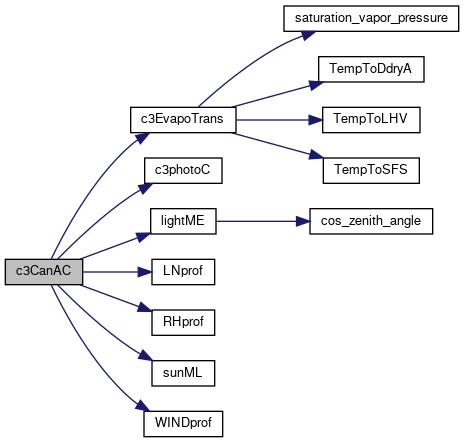 saturation_vapor_pressure
TempToDdryA
c3EvapoTrans
TempToLHV
c3photoC
TempToSFS
lightME
cos_zenith_angle
c3CanAC
LNprof
RHprof
sunML
WINDprof